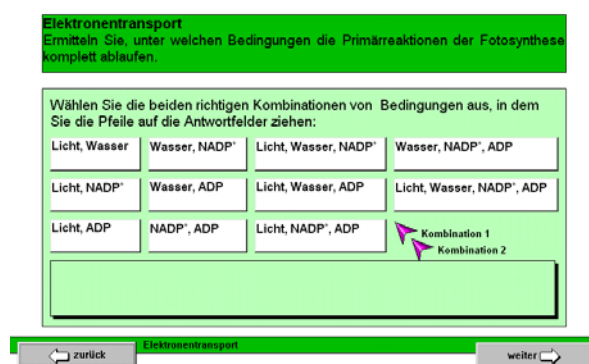 Elektronentransport
Ermitteln Sie, unter welchen Bedingungen die Primärreaktionen der Fotosynthese
komplett ablaufen.
Wählen Sie die beiden richtigen Kombinationen von Bedingungen aus, in dem
Sie die Pfeile auf die Antwortfelder ziehen:
Licht, Wasser
Wasser, NADP⁺
Licht, Wasser, NADP⁺
Wasser, NADP⁺, ADP
Licht, NADP⁺
Wasser, ADP
Licht, Wasser, ADP
Licht, Wasser, NADP⁺, ADP
Licht, ADP
NADP⁺, ADP
Licht, NADP⁺, ADP
Kombination 1
Kombination 2
zurück
Elektronentransport
weiter